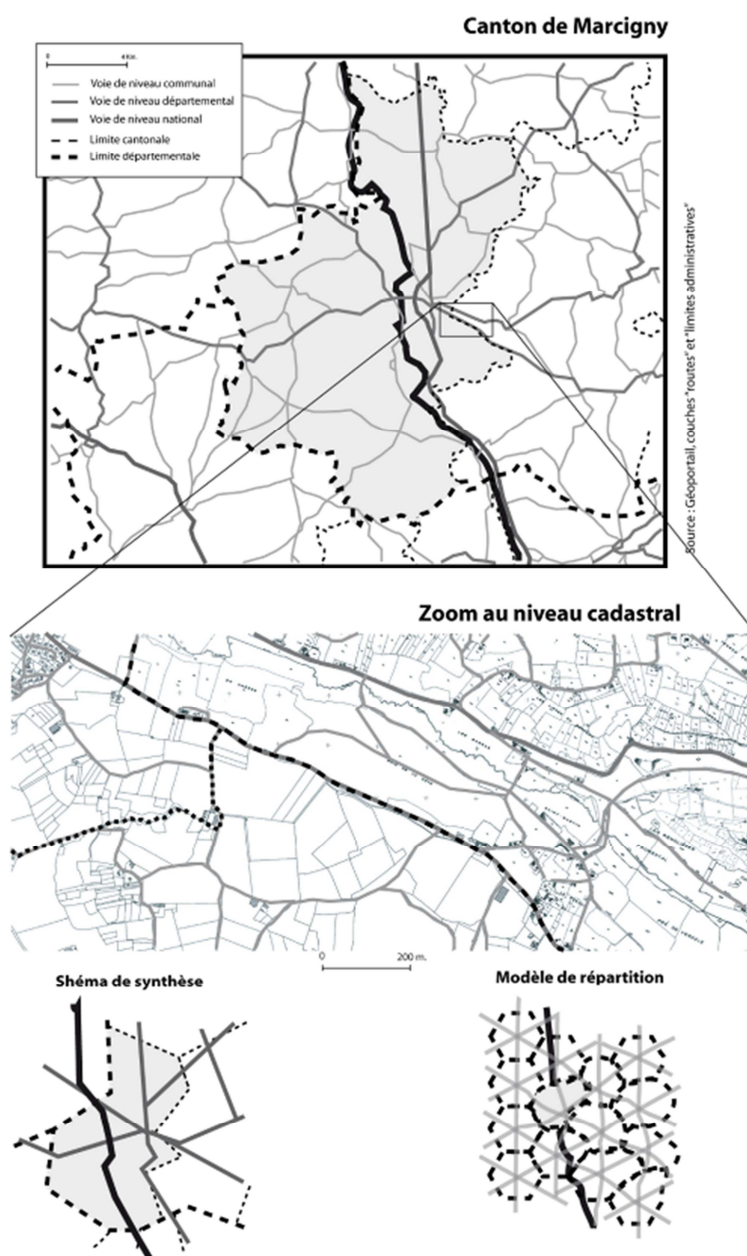 Canton de Marcigny
0 4 Km.
Voie de niveau communal
Voie de niveau départemental
Voie de niveau national
Limite cantonale
Limite départementale
Source : Géoportail, couches "routes" et "limites administratives"
Zoom au niveau cadastral
0 200 m.
Shéma de synthèse
Modèle de répartition